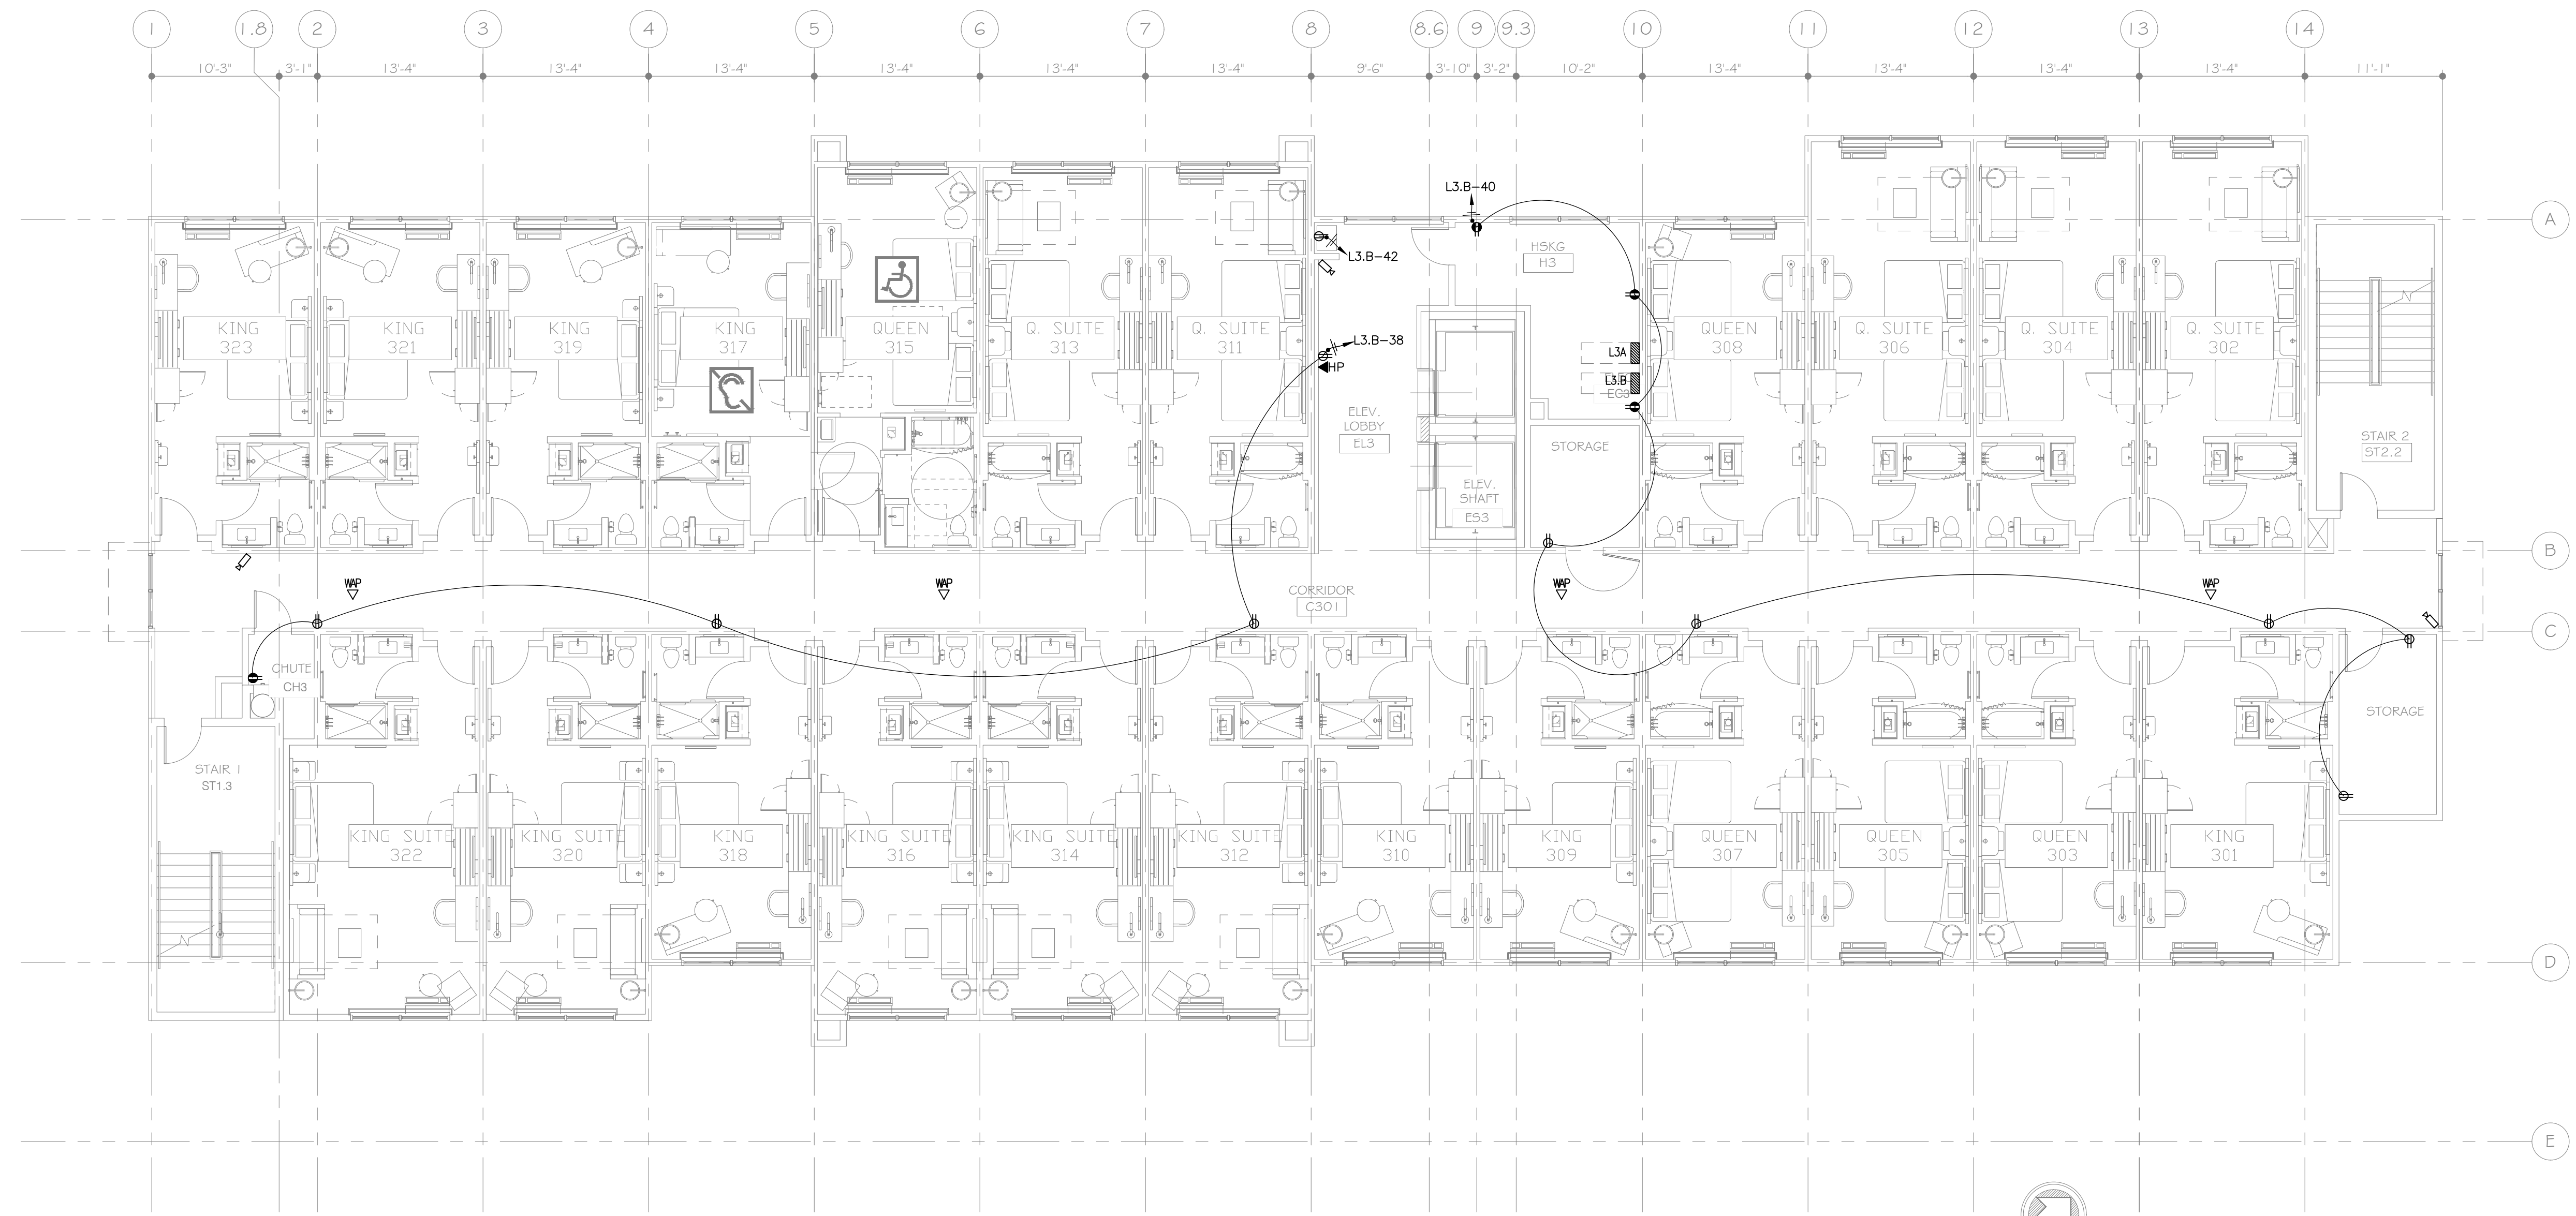 1 1.8 2 3 4 5 6 7 8 8.6 9 9.3 10 11 12 13 14
10'-3" 3'-1" 13'-4" 13'-4" 13'-4" 13'-4" 13'-4" 13'-4" 9'-6" 3'-10" 3'-2" 10'-2" 13'-4" 13'-4" 13'-4" 13'-4" 11'-1"
L3.B-40
A
HSKG
H3
L3.B-42
KING
323
KING
321
KING
319
KING
317
QUEEN
315
Q. SUITE
313
Q. SUITE
311
L3.B-38
HP
L3A
L3.B
EC3
QUEEN
308
Q. SUITE
306
Q. SUITE
304
Q. SUITE
302
ELEV.
LOBBY
EL3
STORAGE
STAIR 2
ST2.2
ELEV.
SHAFT
ES3
B
WAP
WAP
WAP
WAP
CORRIDOR
C301
C
CHUTE
CH3
STORAGE
STAIR 1
ST1.3
KING SUITE
322
KING SUITE
320
KING
318
KING SUITE
316
KING SUITE
314
KING SUITE
312
KING
310
KING
309
QUEEN
307
QUEEN
305
QUEEN
303
KING
301
D
E